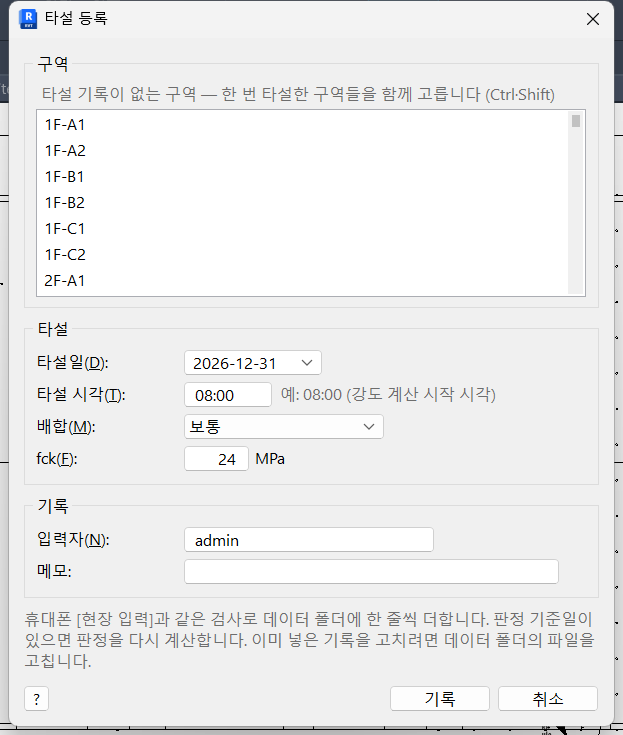 타설 등록
구역
타설 기록이 없는 구역 — 한 번 타설한 구역들을 함께 고릅니다 (Ctrl·Shift)
1F-A1
1F-A2
1F-B1
1F-B2
1F-C1
1F-C2
2F-A1
타설
타설일(D): 2026-12-31
타설 시각(T): 08:00 예: 08:00 (강도 계산 시작 시각)
배합(M): 보통
fck(F): 24 MPa
기록
입력자(N): admin
메모:
휴대폰 [현장 입력]과 같은 검사로 데이터 폴더에 한 줄씩 더합니다. 판정 기준일이
있으면 판정을 다시 계산합니다. 이미 넣은 기록을 고치려면 데이터 폴더의 파일을
고칩니다.
? 기록 취소